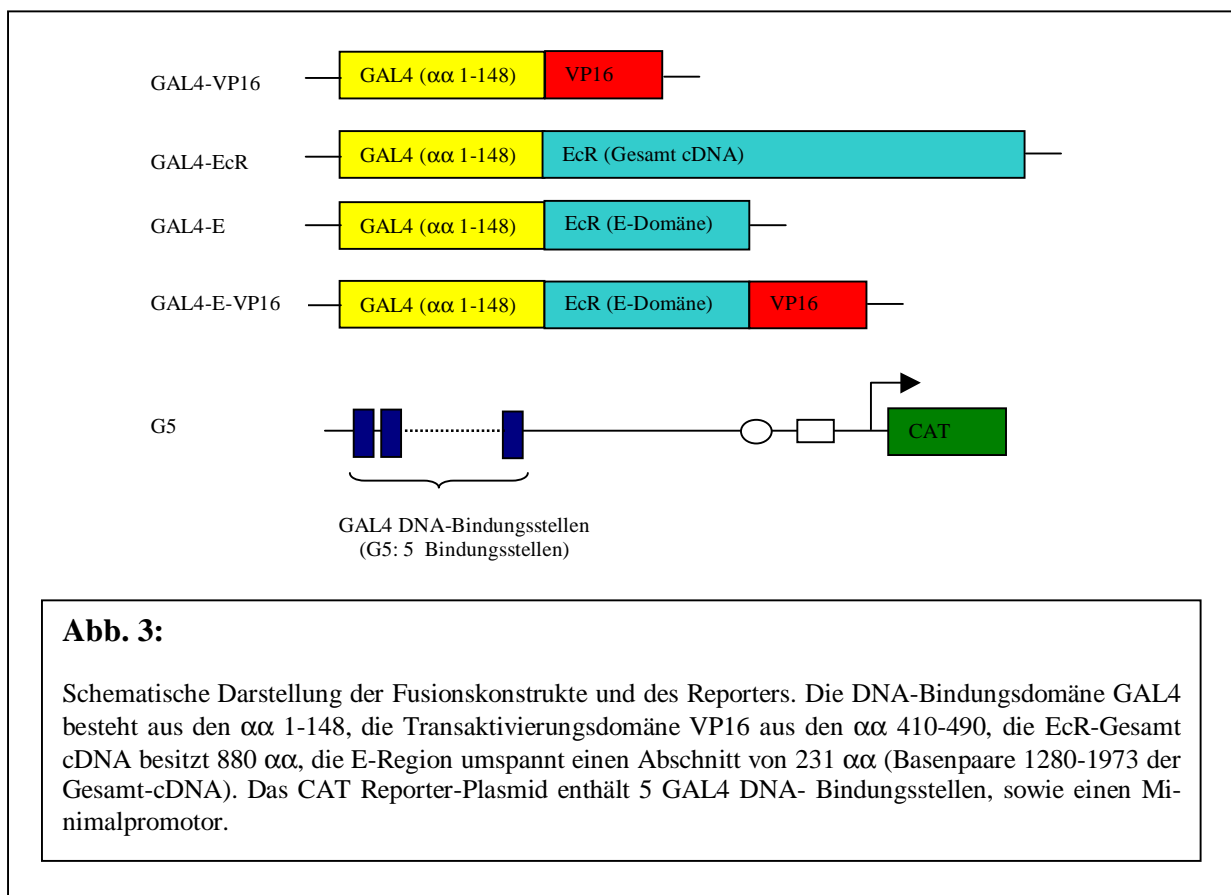 GAL4-VP16
GAL4 (αα 1-148)
VP16
GAL4-EcR
GAL4 (αα 1-148)
EcR (Gesamt cDNA)
GAL4-E
GAL4 (αα 1-148)
EcR (E-Domäne)
GAL4-E-VP16
GAL4 (αα 1-148)
EcR (E-Domäne)
VP16
G5
CAT
GAL4 DNA-Bindungsstellen
(G5: 5 Bindungsstellen)
Abb. 3:
Schematische Darstellung der Fusionskonstrukte und des Reporters. Die DNA-Bindungsdomäne GAL4
besteht aus den αα 1-148, die Transaktivierungsdomäne VP16 aus den αα 410-490, die EcR-Gesamt
cDNA besitzt 880 αα, die E-Region umspannt einen Abschnitt von 231 αα (Basenpaare 1280-1973 der
Gesamt-cDNA). Das CAT Reporter-Plasmid enthält 5 GAL4 DNA- Bindungsstellen, sowie einen Mi-
nimalpromotor.